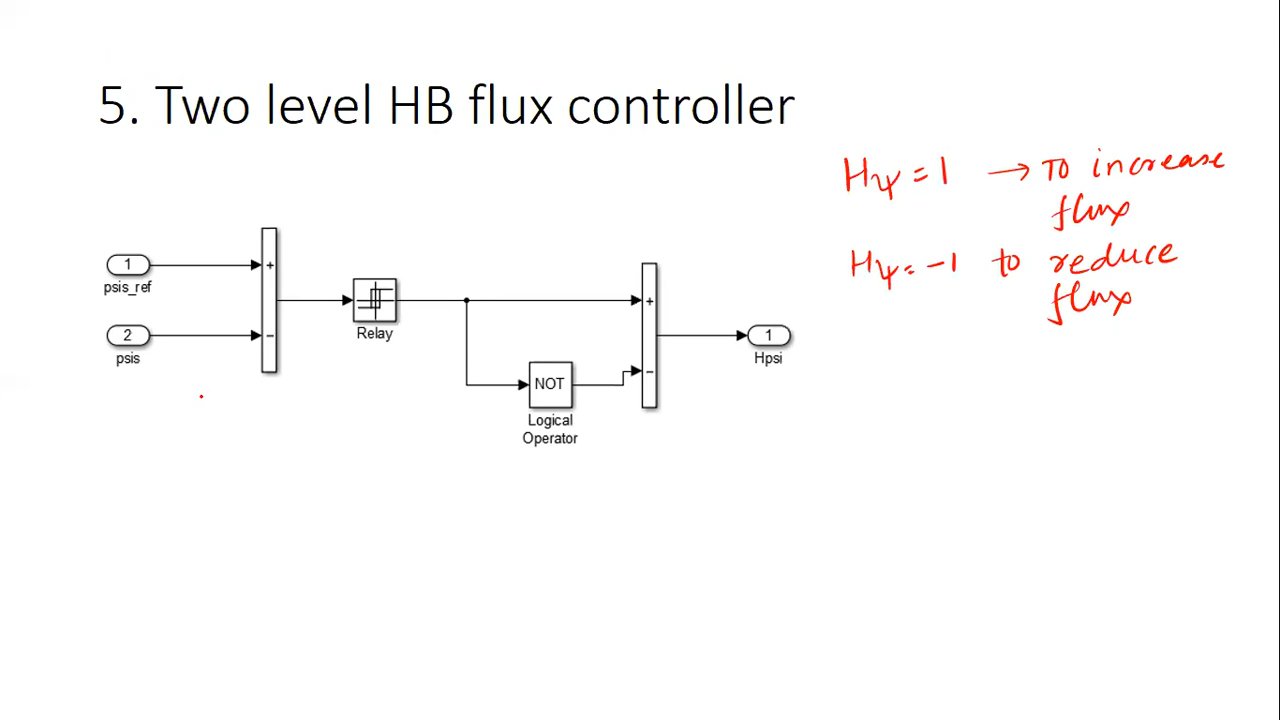 5. Two level HB flux controller
Hψ = 1 → To increase
flux
Hψ = -1 to reduce
flux
1
psis_ref
2
psis
+
-
Relay
NOT
Logical
Operator
+
-
1
Hpsi